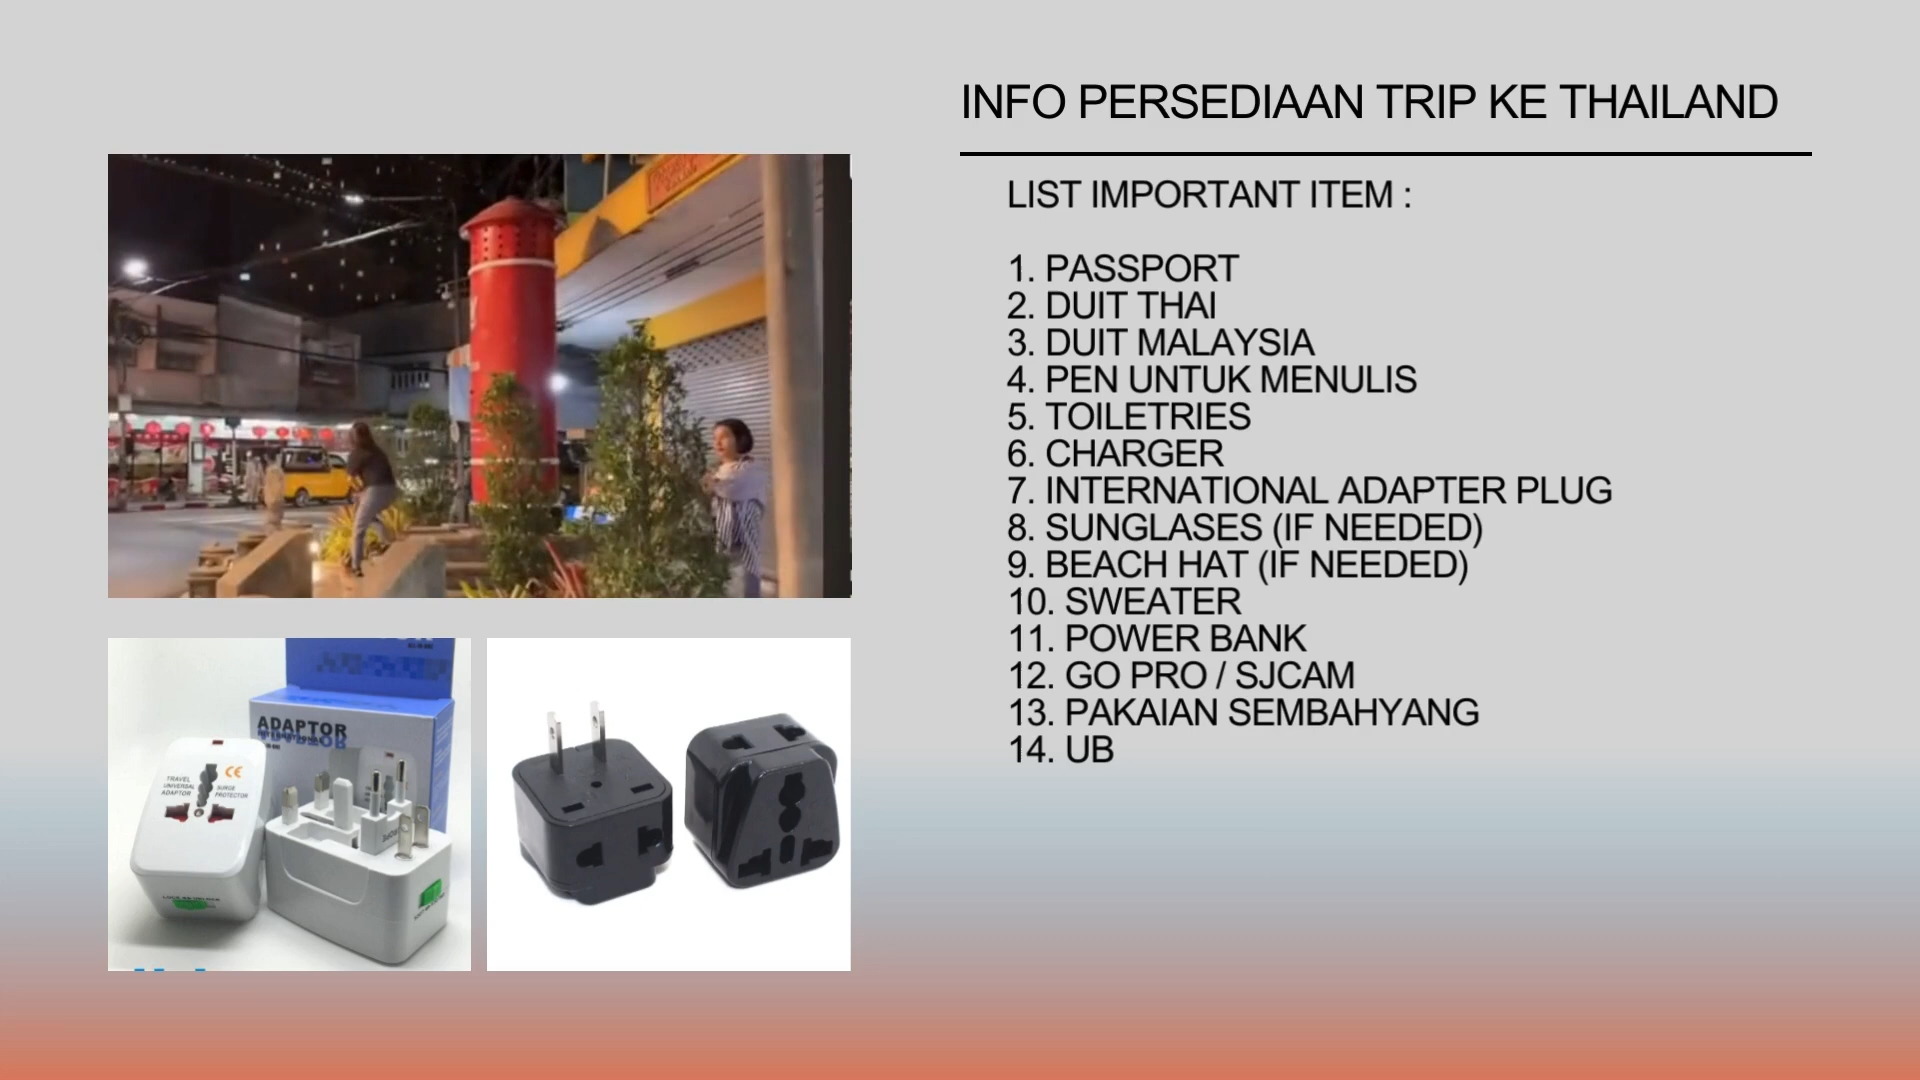 INFO PERSEDIAAN TRIP KE THAILAND
LIST IMPORTANT ITEM :
1. PASSPORT
2. DUIT THAI
3. DUIT MALAYSIA
4. PEN UNTUK MENULIS
5. TOILETRIES
6. CHARGER
7. INTERNATIONAL ADAPTER PLUG
8. SUNGLASES (IF NEEDED)
9. BEACH HAT (IF NEEDED)
10. SWEATER
11. POWER BANK
12. GO PRO / SJCAM
13. PAKAIAN SEMBAHYANG
14. UB
ADAPTOR
TRAVEL
UNIVERSAL
ADAPTOR
CE
SURGE
PROTECTOR